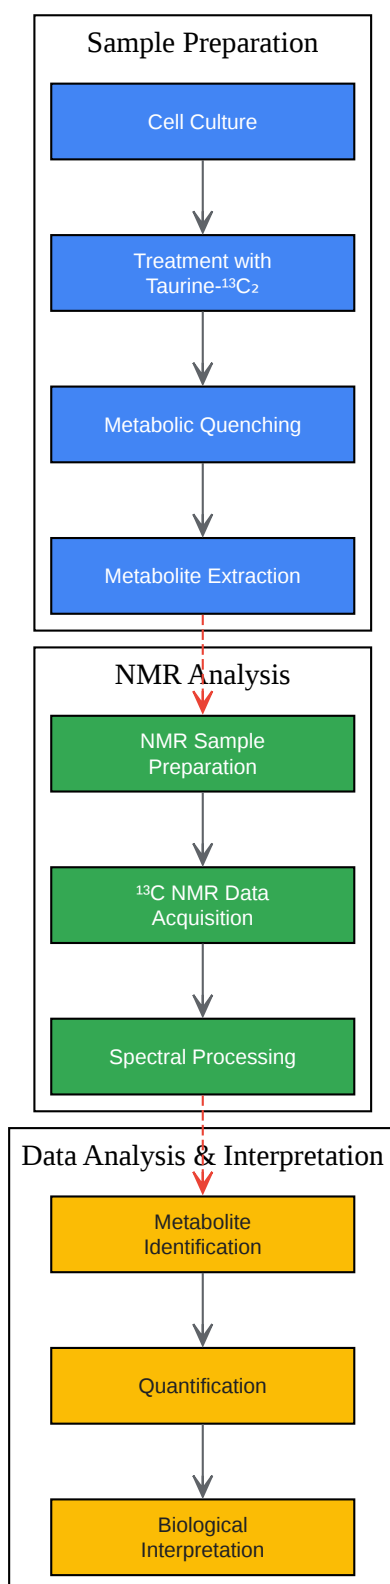 Sample Preparation
Cell Culture
Treatment with
Taurine-¹³C₂
Metabolic Quenching
Metabolite Extraction
NMR Analysis
NMR Sample
Preparation
¹³C NMR Data
Acquisition
Spectral Processing
Data Analysis & Interpretation
Metabolite
Identification
Quantification
Biological
Interpretation